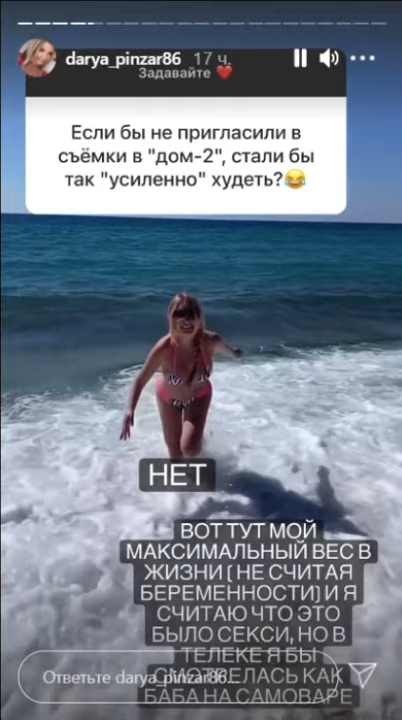 darya_pinzar86 17 ч.
Задавайте ❤️
Если бы не пригласили в
съёмки в "дом-2", стали бы
так "усиленно" худеть?😂
НЕТ
ВОТ ТУТ МОЙ
МАКСИМАЛЬНЫЙ ВЕС В
ЖИЗНИ ( НЕ СЧИТАЯ
БЕРЕМЕННОСТИ) И Я
СЧИТАЮ ЧТО ЭТО
БЫЛО СЕКСИ, НО В
ТЕЛЕКЕ Я БЫ
СМОТРЕЛАСЬ КАК
БАБА НА САМОВАРЕ
Ответьте darya_pinzar86...